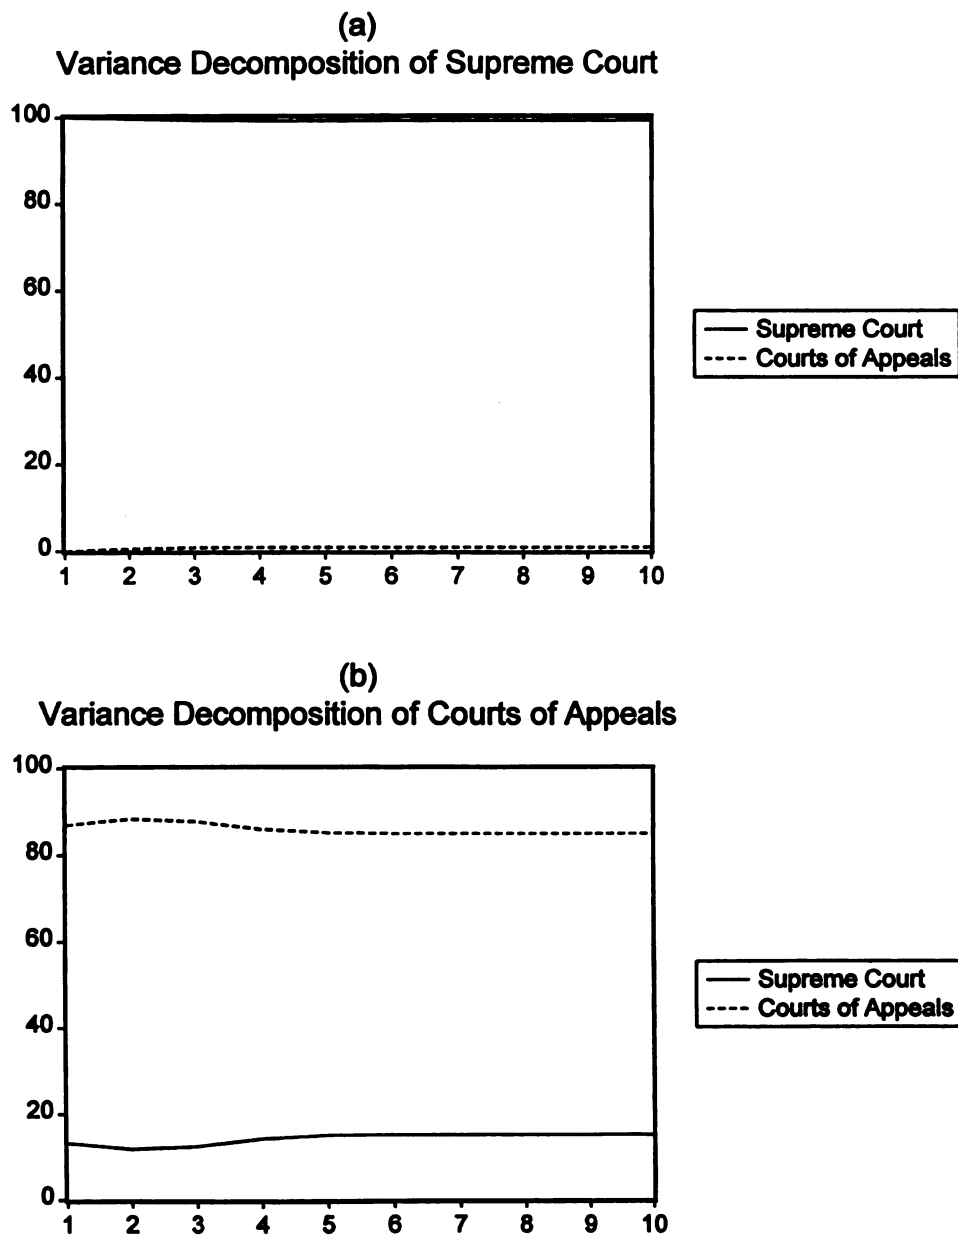 (a)
Variance Decomposition of Supreme Court
100
80
60
40
20
0
1 2 3 4 5 6 7 8 9 10
Supreme Court
Courts of Appeals
(b)
Variance Decomposition of Courts of Appeals
100
80
60
40
20
0
1 2 3 4 5 6 7 8 9 10
Supreme Court
Courts of Appeals